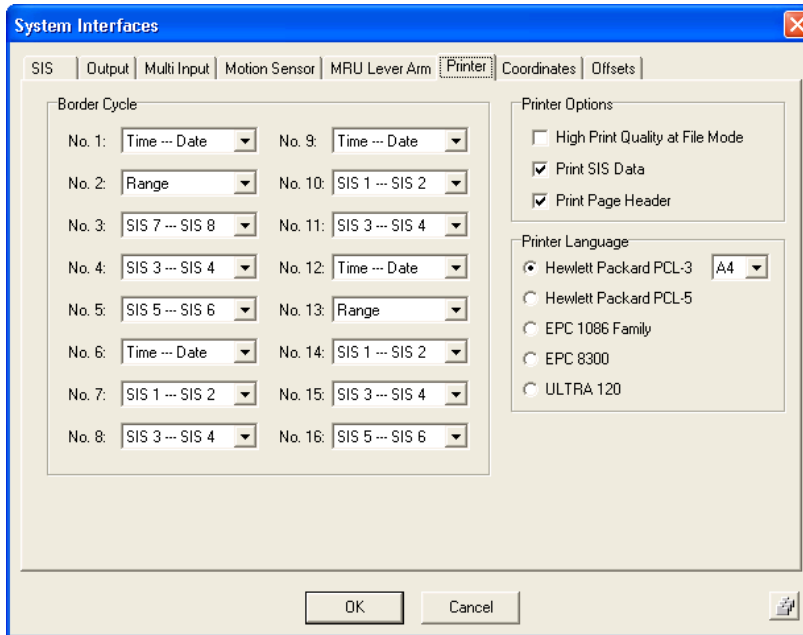 System Interfaces
SIS Output Multi Input Motion Sensor MRU Lever Arm Printer Coordinates Offsets
Border Cycle
No. 1: Time --- Date
No. 2: Range
No. 3: SIS 7 --- SIS 8
No. 4: SIS 3 --- SIS 4
No. 5: SIS 5 --- SIS 6
No. 6: Time --- Date
No. 7: SIS 1 --- SIS 2
No. 8: SIS 3 --- SIS 4
No. 9: Time --- Date
No. 10: SIS 1 --- SIS 2
No. 11: SIS 3 --- SIS 4
No. 12: Time --- Date
No. 13: Range
No. 14: SIS 1 --- SIS 2
No. 15: SIS 3 --- SIS 4
No. 16: SIS 5 --- SIS 6
Printer Options
High Print Quality at File Mode
Print SIS Data
Print Page Header
Printer Language
Hewlett Packard PCL-3 A4
Hewlett Packard PCL-5
EPC 1086 Family
EPC 8300
ULTRA 120
OK Cancel